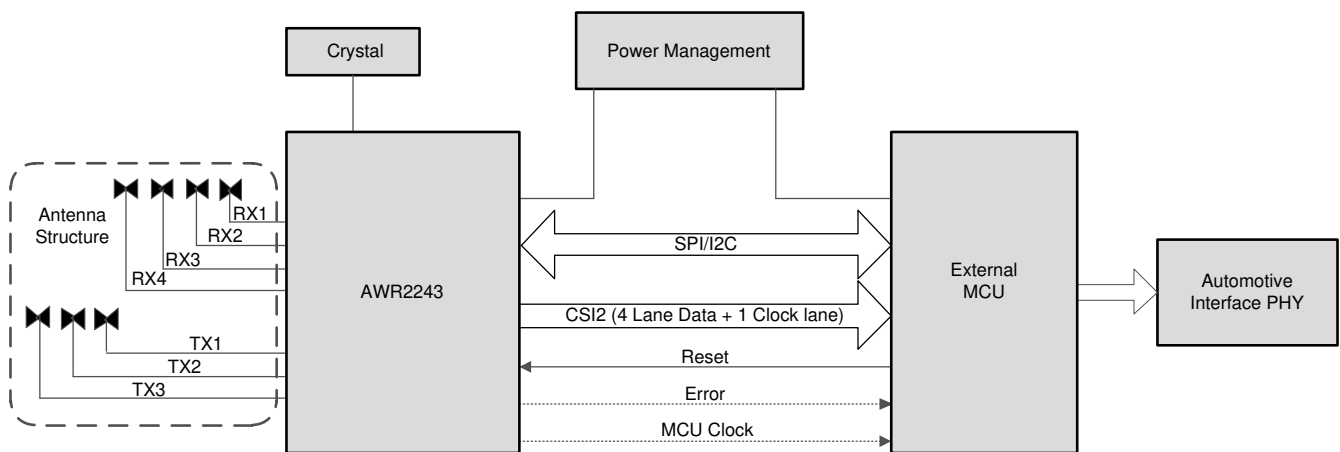 Crystal
Power Management
Antenna
Structure
RX1
RX2
RX3
RX4
TX1
TX2
TX3
AWR2243
SPI/I2C
CSI2 (4 Lane Data + 1 Clock lane)
Reset
Error
MCU Clock
External
MCU
Automotive
Interface PHY